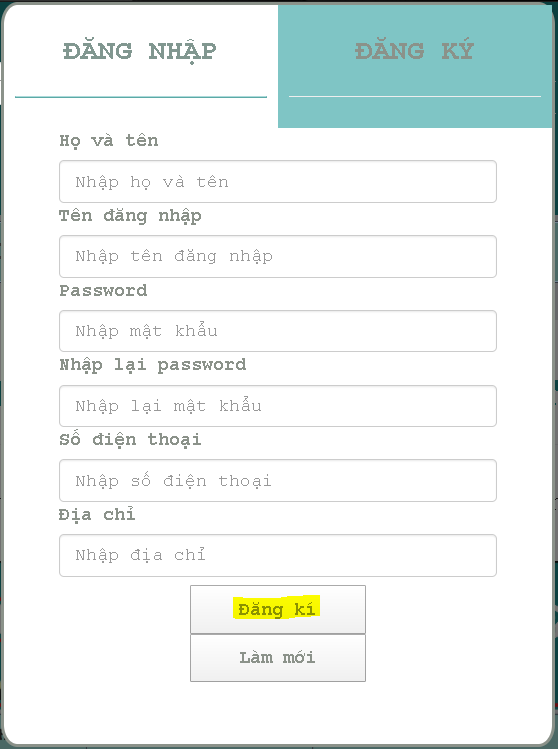 ĐĂNG NHẬP ĐĂNG KÝ
Họ và tên
Nhập họ và tên
Tên đăng nhập
Nhập tên đăng nhập
Password
Nhập mật khẩu
Nhập lại password
Nhập lại mật khẩu
Số điện thoại
Nhập số điện thoại
Địa chỉ
Nhập địa chỉ
Đăng kí
Làm mới